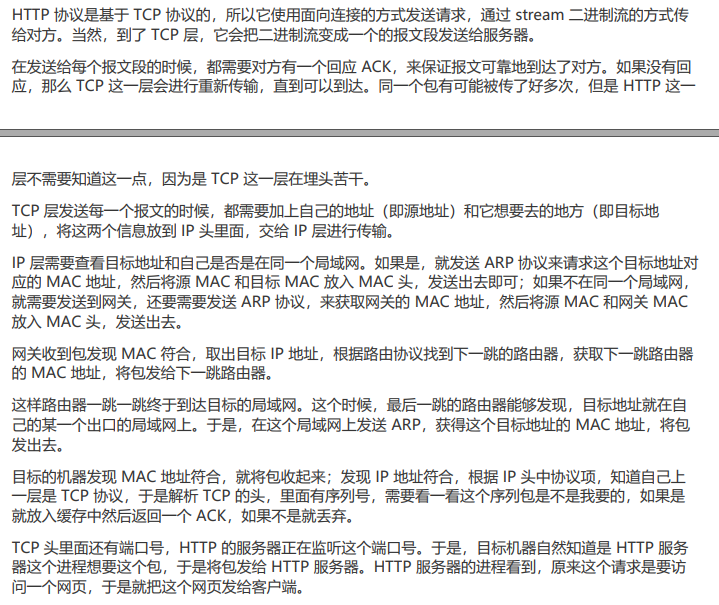 HTTP 协议是基于 TCP 协议的，所以它使用面向连接的方式发送请求，通过 stream 二进制流的方式传
给对方。当然，到了 TCP 层，它会把二进制流变成一个的报文段发送给服务器。
在发送给每个报文段的时候，都需要对方有一个回应 ACK，来保证报文可靠地到达了对方。如果没有回
应，那么 TCP 这一层会进行重新传输，直到可以到达。同一个包有可能被传了好多次，但是 HTTP 这一
层不需要知道这一点，因为是 TCP 这一层在埋头苦干。
TCP 层发送每一个报文的时候，都需要加上自己的地址（即源地址）和它想要去的地方（即目标地
址），将这两个信息放到 IP 头里面，交给 IP 层进行传输。
IP 层需要查看目标地址和自己是否是在同一个局域网。如果是，就发送 ARP 协议来请求这个目标地址对
应的 MAC 地址，然后将源 MAC 和目标 MAC 放入 MAC 头，发送出去即可；如果不在同一个局域网，
就需要发送到网关，还要需要发送 ARP 协议，来获取网关的 MAC 地址，然后将源 MAC 和网关 MAC
放入 MAC 头，发送出去。
网关收到包发现 MAC 符合，取出目标 IP 地址，根据路由协议找到下一跳的路由器，获取下一跳路由器
的 MAC 地址，将包发给下一跳路由器。
这样路由器一跳一跳终于到达目标的局域网。这个时候，最后一跳的路由器能够发现，目标地址就在自
己的某一个出口的局域网上。于是，在这个局域网上发送 ARP，获得这个目标地址的 MAC 地址，将包
发出去。
目标的机器发现 MAC 地址符合，就将包收起来；发现 IP 地址符合，根据 IP 头中协议项，知道自己上
一层是 TCP 协议，于是解析 TCP 的头，里面有序列号，需要看一看这个序列包是不是我要的，如果是
就放入缓存中然后返回一个 ACK，如果不是就丢弃。
TCP 头里面还有端口号，HTTP 的服务器正在监听这个端口号。于是，目标机器自然知道是 HTTP 服务
器这个进程想要这个包，于是将包发给 HTTP 服务器。HTTP 服务器的进程看到，原来这个请求是要访
问一个网页，于是就把这个网页发给客户端。